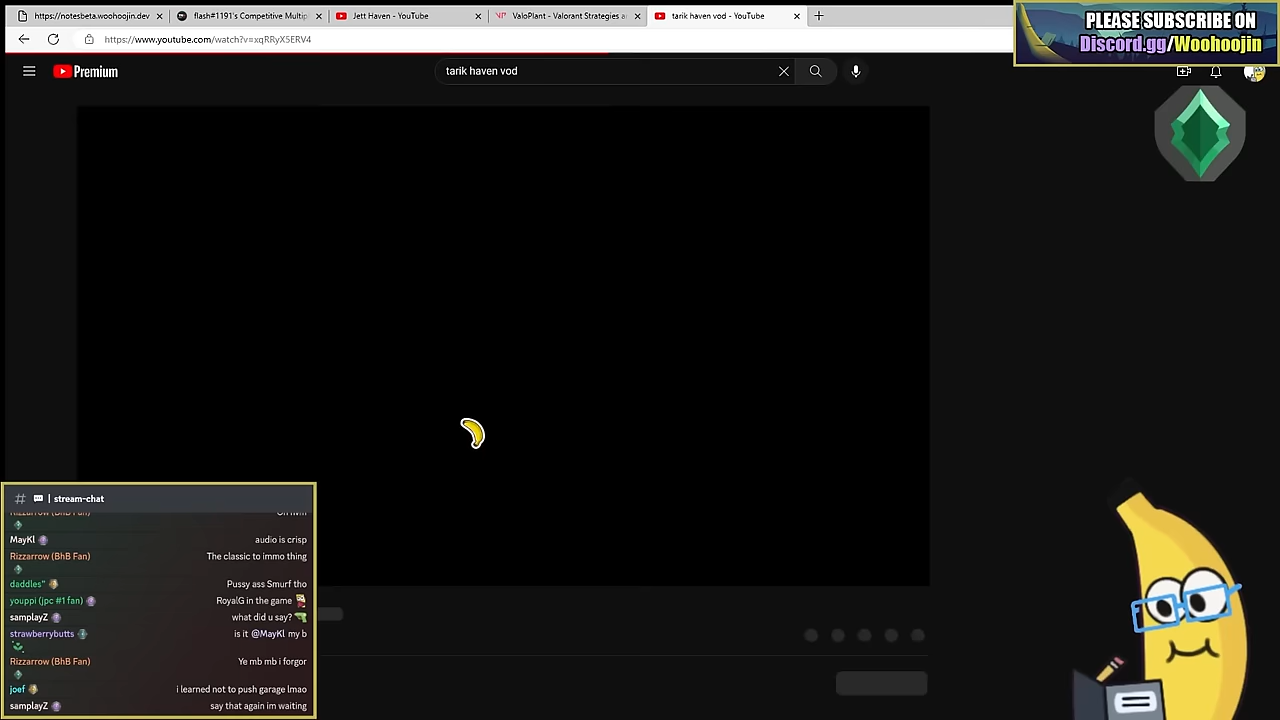 https://notesbeta.woohoojin.dev
flash#1191's Competitive Multip
Jett Haven - YouTube
ValoPlant - Valorant Strategies a
tarik haven vod - YouTube
https://www.youtube.com/watch?v=xqRRyX5ERV4
PLEASE SUBSCRIBE ON
Discord.gg/Woohoojin
Premium
tarik haven vod
# | stream-chat
MayKl audio is crisp
Rizzarrow (BhB Fan) The classic to immo thing
daddles" Pussy ass Smurf tho
youppi (jpc #1 fan) RoyalG in the game
samplayZ what did u say?
strawberrybutts is it @MayKl my b
Rizzarrow (BhB Fan) Ye mb mb i forgor
joef i learned not to push garage lmao
samplayZ say that again im waiting